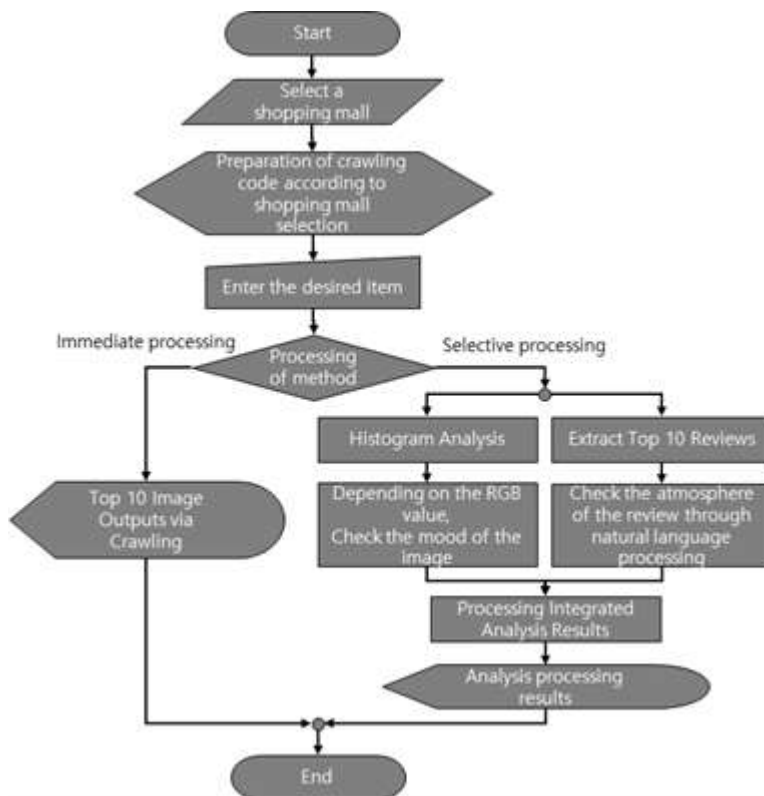 Start
Select a
shopping mall
Preparation of crawling
code according to
shopping mall
selection
Enter the desired item
Immediate processing
Selective processing
Processing
of method
Histogram Analysis
Extract Top 10 Reviews
Depending on the RGB
value,
Check the mood of the
image
Check the atmosphere
of the review through
natural language
processing
Top 10 Image
Outputs via
Crawling
Processing Integrated
Analysis Results
Analysis processing
results
End